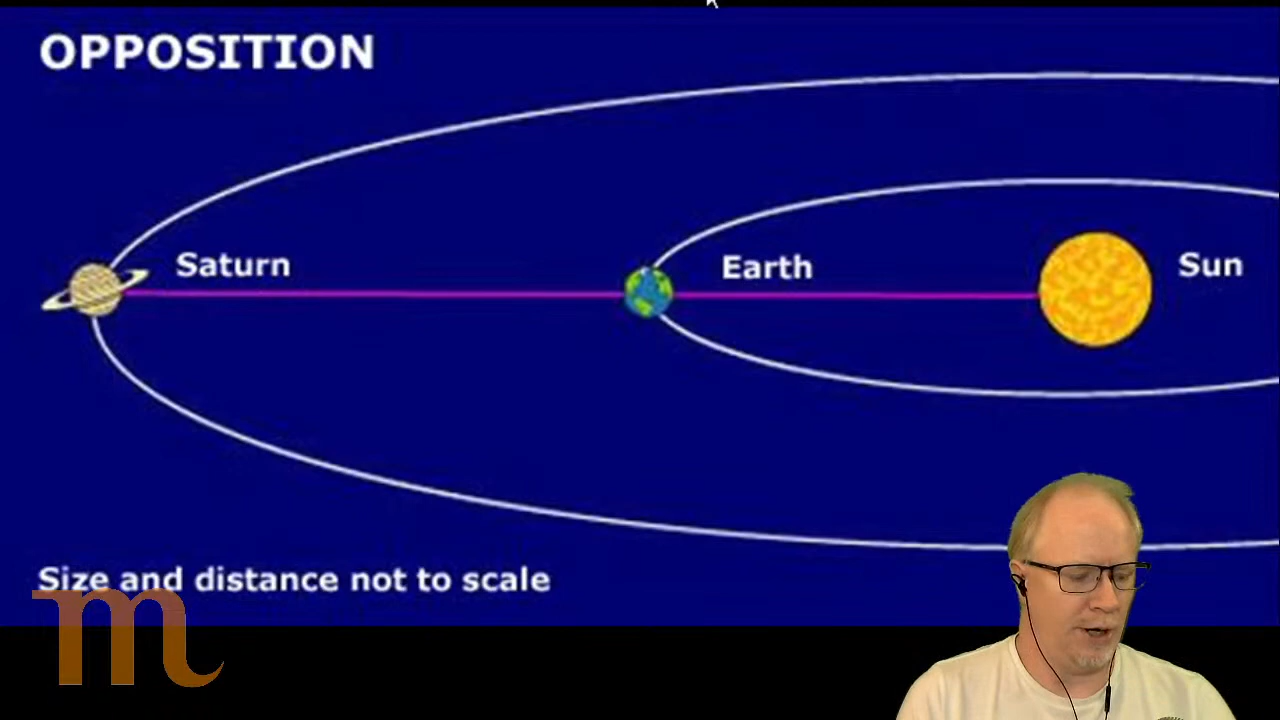 OPPOSITION
Saturn
Earth
Sun
Size and distance not to scale
m